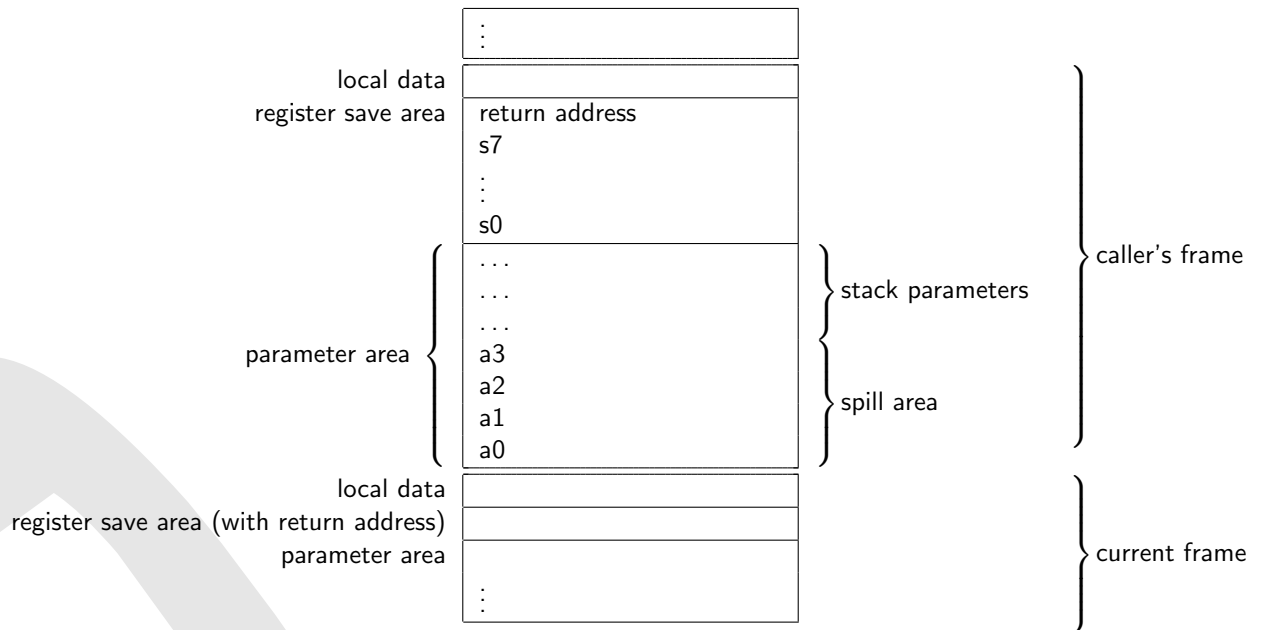 ⋮
local data
register save area return address
s7
⋮
s0
. . .
. . .
. . .
a3
a2
a1
a0
parameter area
stack parameters
spill area
caller's frame
local data
register save area (with return address)
parameter area
⋮
current frame